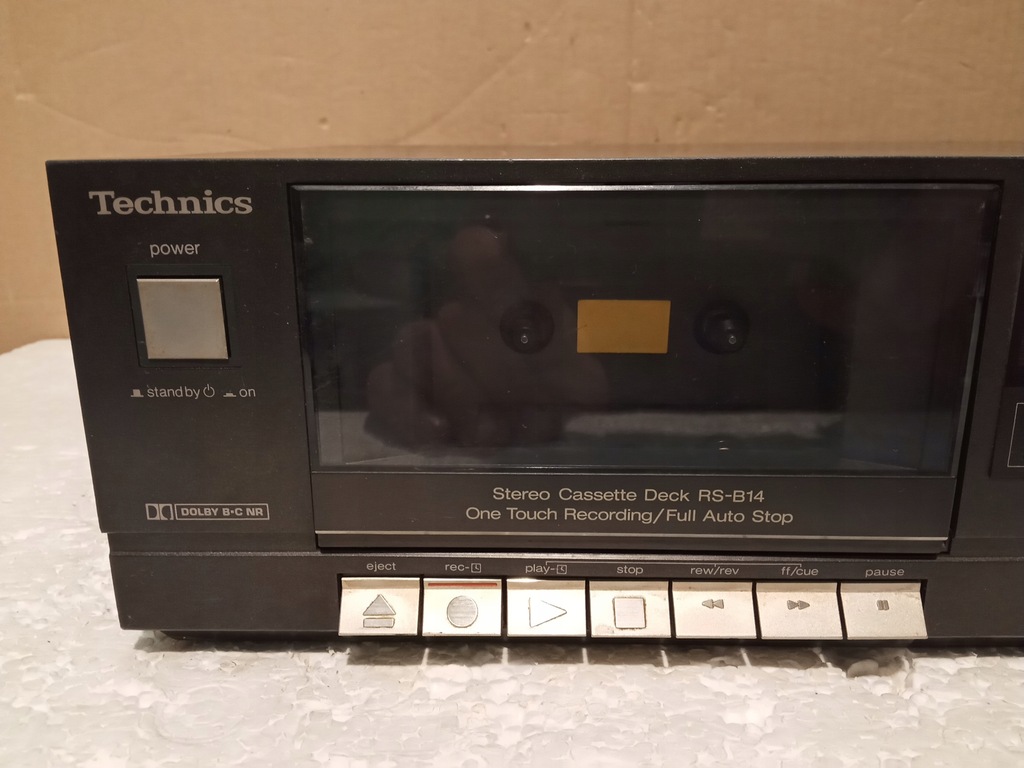 Technics
power
standby on
DOLBY B·C NR
Stereo Cassette Deck RS-B14
One Touch Recording/Full Auto Stop
eject rec- play- stop rew/rev ff/cue pause